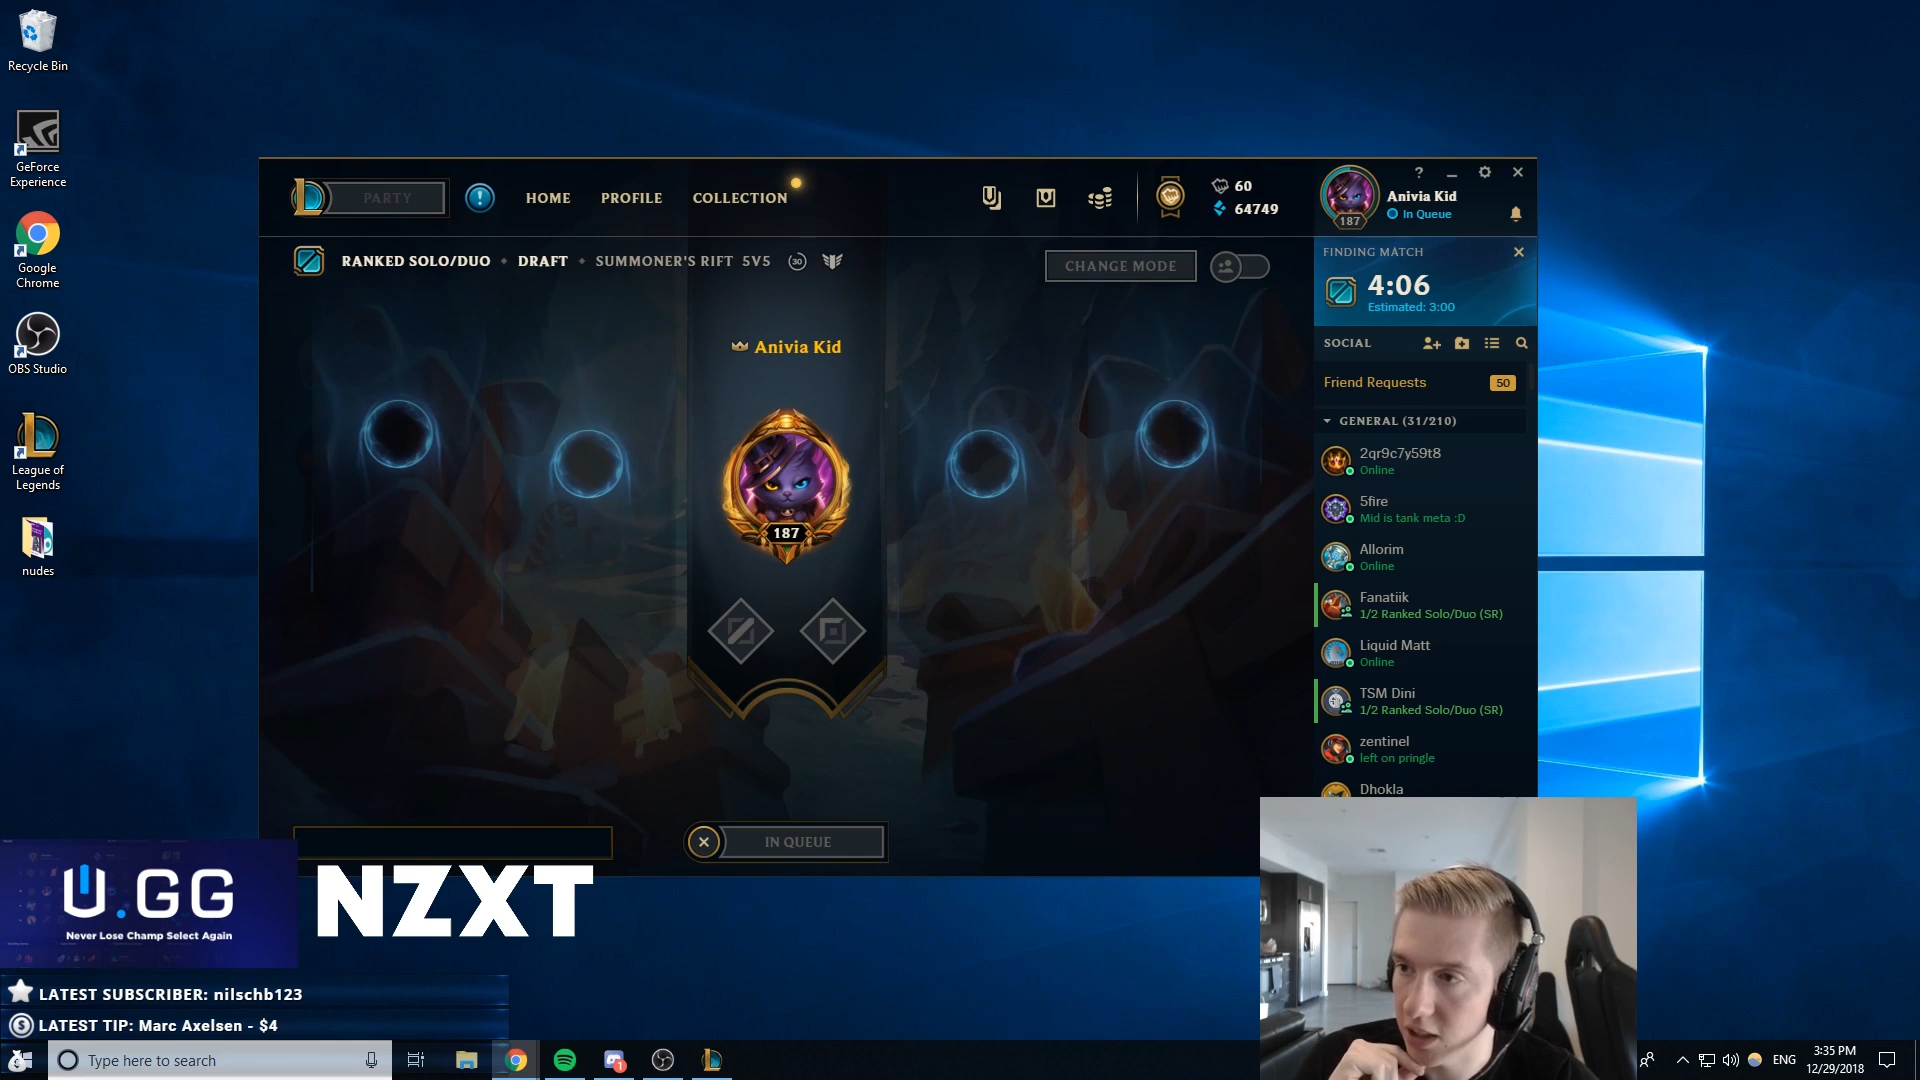 Recycle Bin
GeForce
Experience
Google
Chrome
OBS Studio
League of
Legends
nudes
PARTY
HOME
PROFILE
COLLECTION
60
64749
187
Anivia Kid
In Queue
RANKED SOLO/DUO
DRAFT
SUMMONER'S RIFT 5V5
30
CHANGE MODE
FINDING MATCH
4:06
Estimated: 3:00
SOCIAL
Friend Requests
50
GENERAL (31/210)
2qr9c7y59t8
Online
5fire
Mid is tank meta :D
Allorim
Online
Fanatiik
1/2 Ranked Solo/Duo (SR)
Liquid Matt
Online
TSM Dini
1/2 Ranked Solo/Duo (SR)
zentinel
left on pringle
Dhokla
Anivia Kid
187
IN QUEUE
U.GG
Never Lose Champ Select Again
NZXT
LATEST SUBSCRIBER: nilschb123
LATEST TIP: Marc Axelsen - $4
Type here to search
1
ENG
3:35 PM
12/29/2018